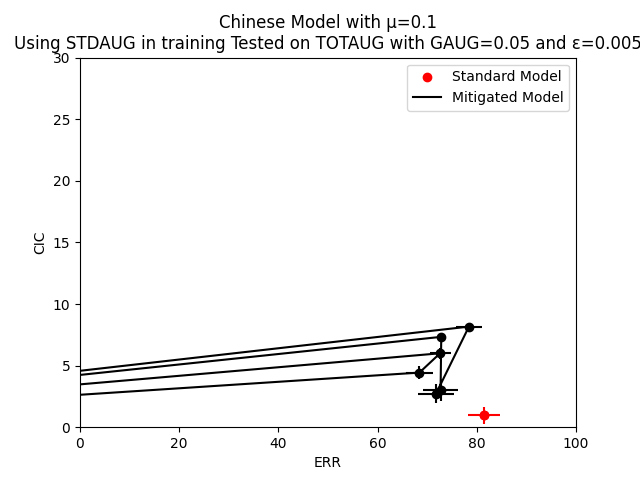 Chinese Model with μ=0.1
Using STDAUG in training Tested on TOTAUG with GAUG=0.05 and ε=0.005
Standard Model
Mitigated Model
30
25
20
15
10
5
0
CIC
0 20 40 60 80 100
ERR